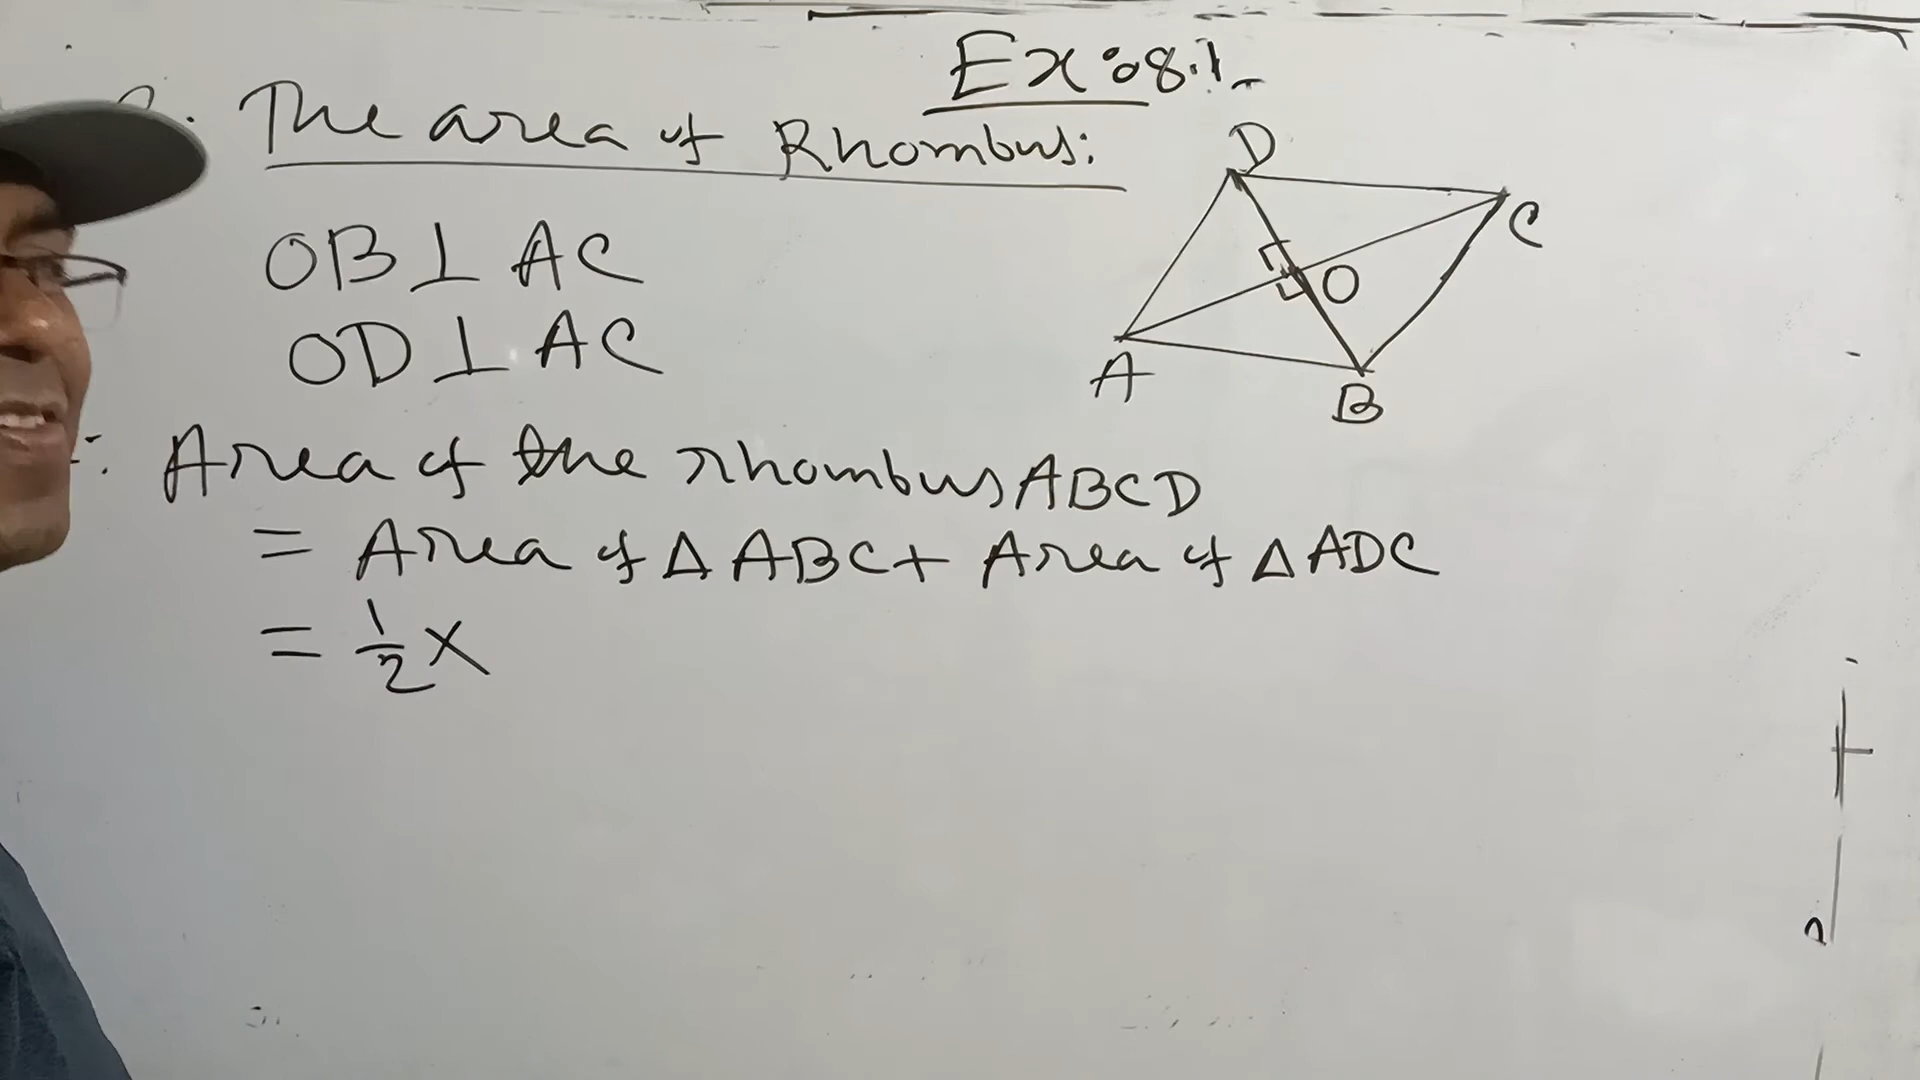 Ex: 8.1
The area of Rhombus:
D
C
O
A
B
OB ⊥ AC
OD ⊥ AC
∴ Area of the rhombus ABCD
= Area of Δ ABC + Area of Δ ADC
= 1/2 ×